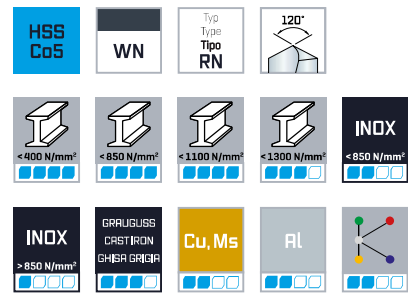 HSS
Co5
WN
Typ
Type
Tipo
RN
120°
<400 N/mm²
<850 N/mm²
<1100 N/mm²
<1300 N/mm²
INOX
<850 N/mm²
INOX
>850 N/mm²
GRAUGUSS
CAST IRON
GHISA GRIGIA
Cu, Ms
Al